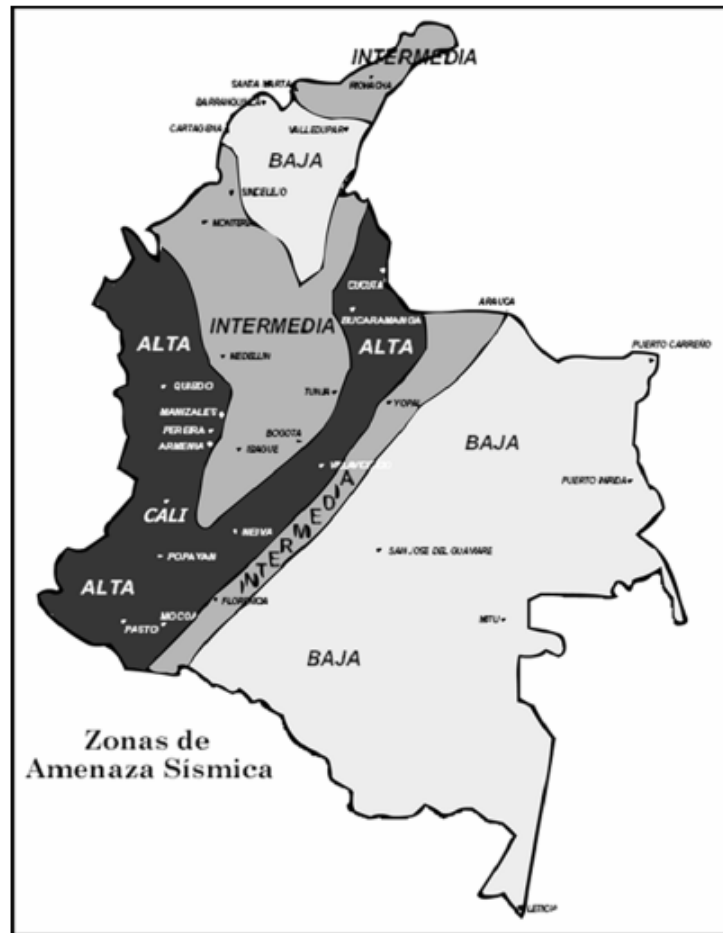 INTERMEDIA
SANTA MARTA
RIOHACHA
BARRANQUILLA
CARTAGENA
VALLEDUPAR
BAJA
SINCELEJO
MONTERIA
CUCUTA
ARAUCA
BUCARAMANGA
INTERMEDIA
ALTA
ALTA
PUERTO CARREÑO
MEDELLIN
QUIBDO
TUNJA
YOPAL
MANIZALES
PEREIRA
BOGOTA
BAJA
ARMENIA
IBAGUE
PUERTO INIRIDA
INTERMEDIA
CALI
NEIVA
POPAYAN
SAN JOSE DEL GUAVIARE
ALTA
FLORENCIA
MOCOA
PASTO
MITU
BAJA
Zonas de
Amenaza Sísmica
LETICIA